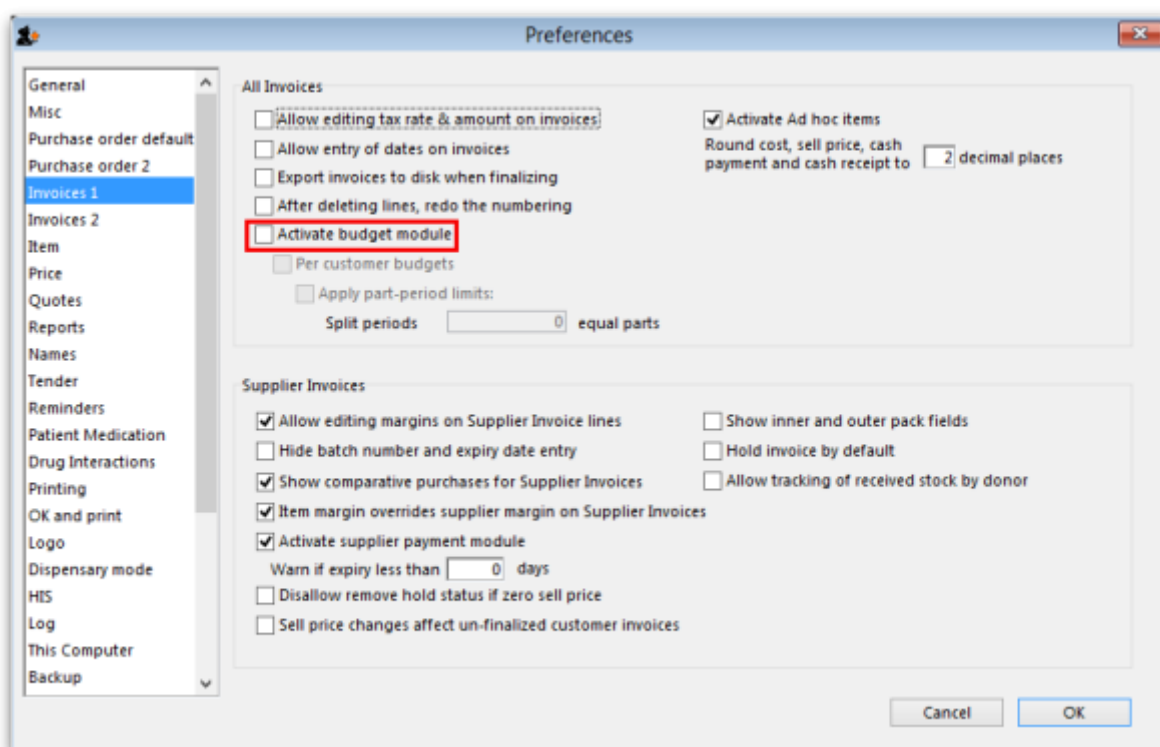 Preferences
General
Misc
Purchase order default
Purchase order 2
Invoices 1
Invoices 2
Item
Price
Quotes
Reports
Names
Tender
Reminders
Patient Medication
Drug Interactions
Printing
OK and print
Logo
Dispensary mode
HIS
Log
This Computer
Backup
All Invoices
Allow editing tax rate & amount on invoices
Allow entry of dates on invoices
Export invoices to disk when finalizing
After deleting lines, redo the numbering
Activate budget module
Per customer budgets
Apply part-period limits:
Split periods 0 equal parts
Activate Ad hoc items
Round cost, sell price, cash
payment and cash receipt to 2 decimal places
Supplier Invoices
Allow editing margins on Supplier Invoice lines
Hide batch number and expiry date entry
Show comparative purchases for Supplier Invoices
Item margin overrides supplier margin on Supplier Invoices
Activate supplier payment module
Warn if expiry less than 0 days
Disallow remove hold status if zero sell price
Sell price changes affect un-finalized customer invoices
Show inner and outer pack fields
Hold invoice by default
Allow tracking of received stock by donor
Cancel
OK